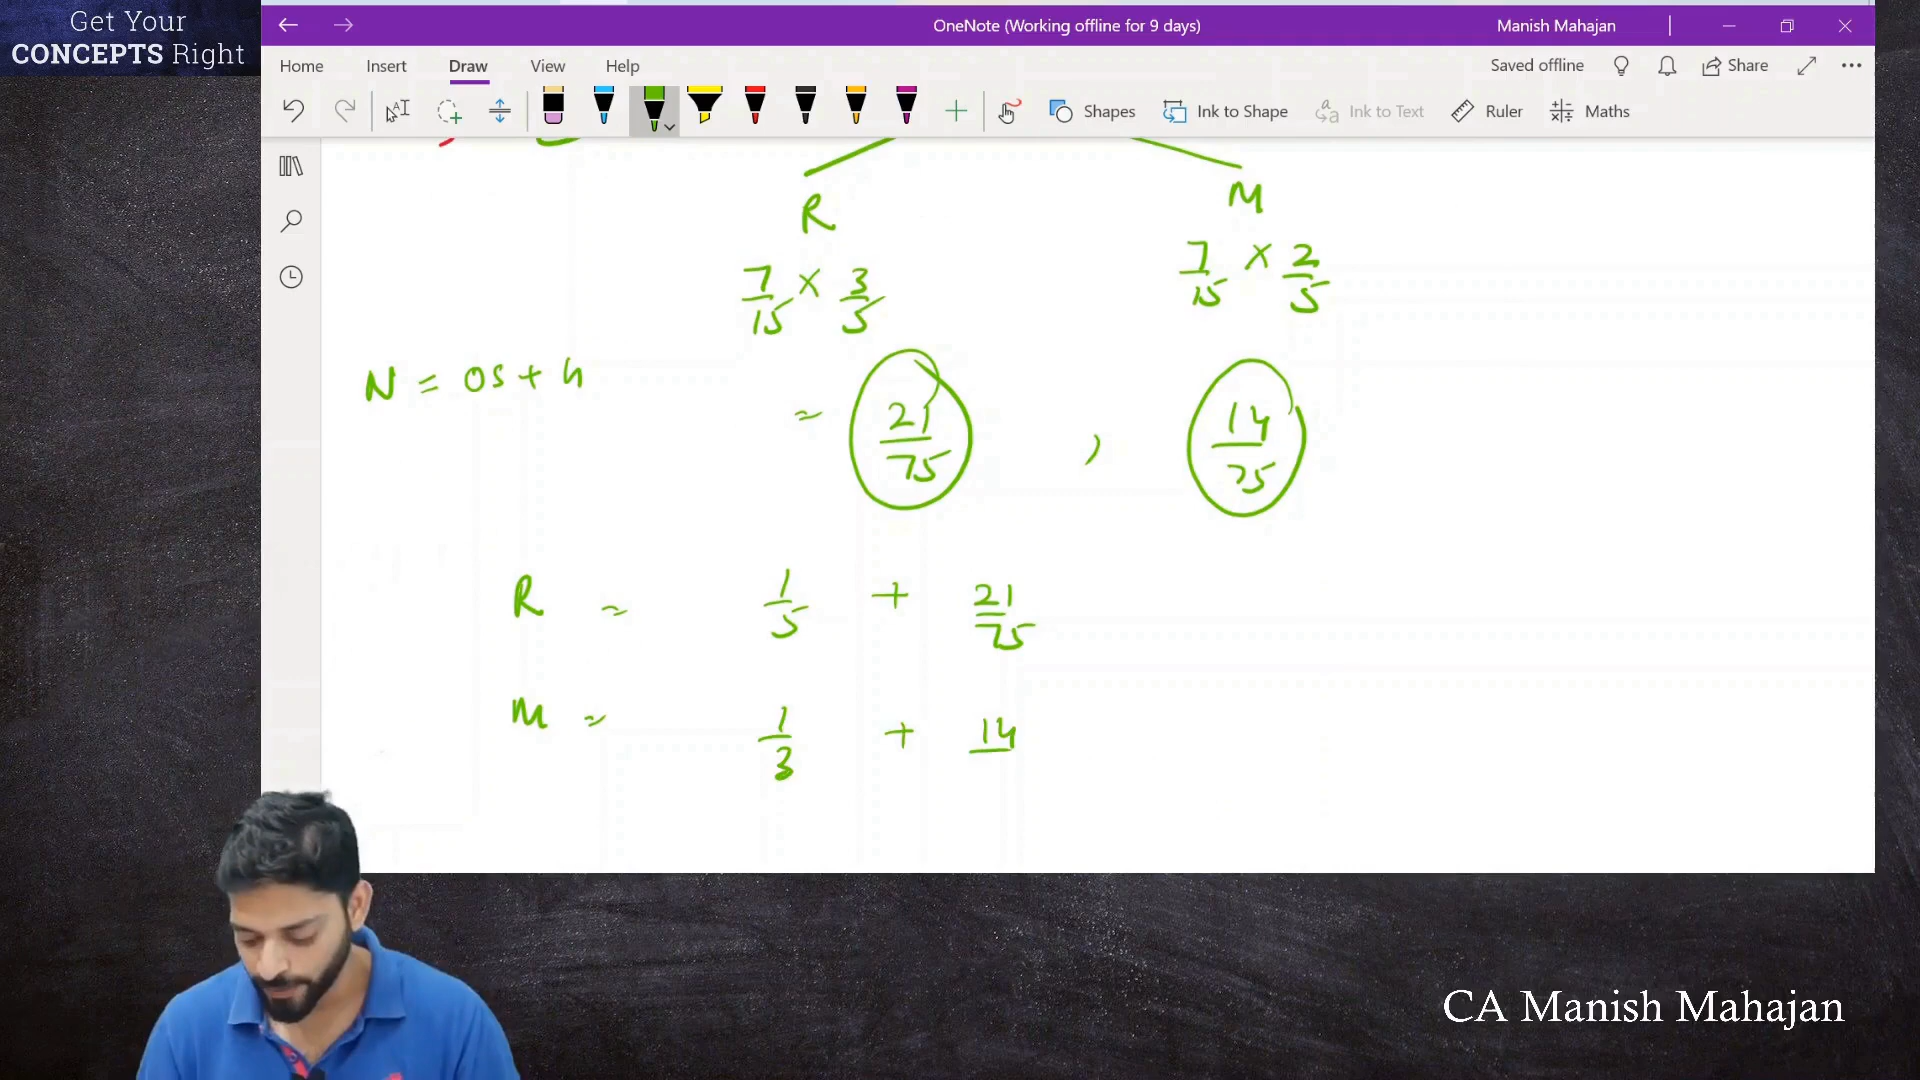 Get Your
CONCEPTS Right
OneNote (Working offline for 9 days)
Manish Mahajan
Home Insert Draw View Help
Saved offline
Share
Shapes
Ink to Shape
Ink to Text
Ruler
Maths
R
M
7/15 × 3/5
7/15 × 2/5
N = OS + G
= 21/75 , 14/75
R = 1/5 + 21/75
M = 1/3 + 14
CA Manish Mahajan